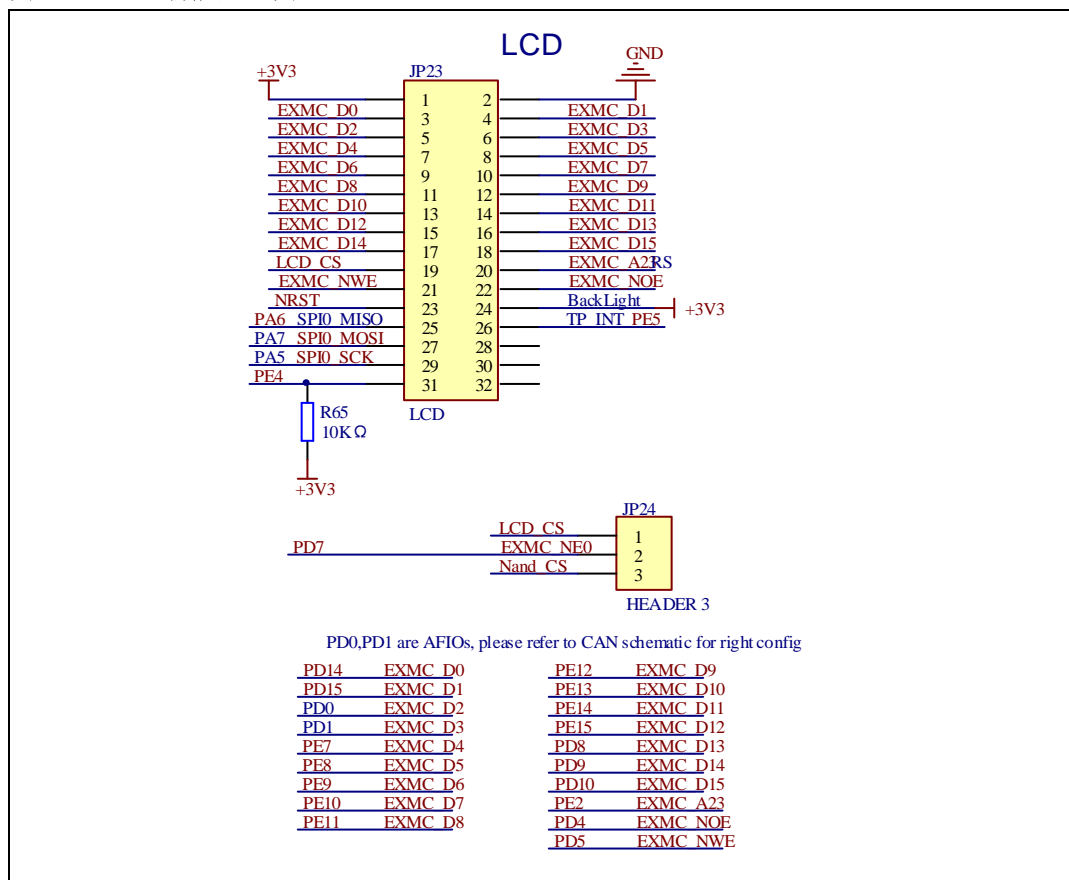 LCD
GND
+3V3
JP23
1 2
EXMC_D0 3 4 EXMC_D1
EXMC_D2 5 6 EXMC_D3
EXMC_D4 7 8 EXMC_D5
EXMC_D6 9 10 EXMC_D7
EXMC_D8 11 12 EXMC_D9
EXMC_D10 13 14 EXMC_D11
EXMC_D12 15 16 EXMC_D13
EXMC_D14 17 18 EXMC_D15
LCD_CS 19 20 EXMC_A23 RS
EXMC_NWE 21 22 EXMC_NOE
NRST 23 24 BackLight +3V3
PA6 SPI0_MISO 25 26 TP_INT PE5
PA7 SPI0_MOSI 27 28
PA5 SPI0_SCK 29 30
PE4 31 32
R65
10KΩ
LCD
+3V3
JP24
LCD_CS 1
PD7 EXMC_NE0 2
Nand_CS 3
HEADER 3
PD0,PD1 are AFIOs, please refer to CAN schematic for right config
PD14 EXMC_D0
PD15 EXMC_D1
PD0 EXMC_D2
PD1 EXMC_D3
PE7 EXMC_D4
PE8 EXMC_D5
PE9 EXMC_D6
PE10 EXMC_D7
PE11 EXMC_D8
PE12 EXMC_D9
PE13 EXMC_D10
PE14 EXMC_D11
PE15 EXMC_D12
PD8 EXMC_D13
PD9 EXMC_D14
PD10 EXMC_D15
PE2 EXMC_A23
PD4 EXMC_NOE
PD5 EXMC_NWE